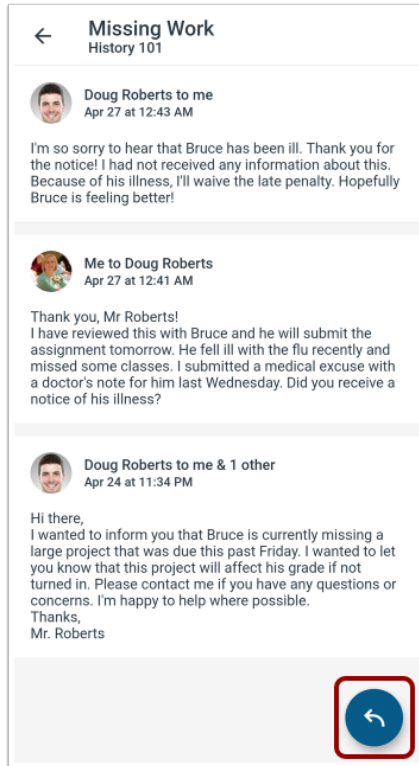 Missing Work
History 101
Doug Roberts to me
Apr 27 at 12:43 AM
I'm so sorry to hear that Bruce has been ill. Thank you for
the notice! I had not received any information about this.
Because of his illness, I'll waive the late penalty. Hopefully
Bruce is feeling better!
Me to Doug Roberts
Apr 27 at 12:41 AM
Thank you, Mr Roberts!
I have reviewed this with Bruce and he will submit the
assignment tomorrow. He fell ill with the flu recently and
missed some classes. I submitted a medical excuse with
a doctor's note for him last Wednesday. Did you receive a
notice of his illness?
Doug Roberts to me & 1 other
Apr 24 at 11:34 PM
Hi there,
I wanted to inform you that Bruce is currently missing a
large project that was due this past Friday. I wanted to let
you know that this project will affect his grade if not
turned in. Please contact me if you have any questions or
concerns. I'm happy to help where possible.
Thanks,
Mr. Roberts